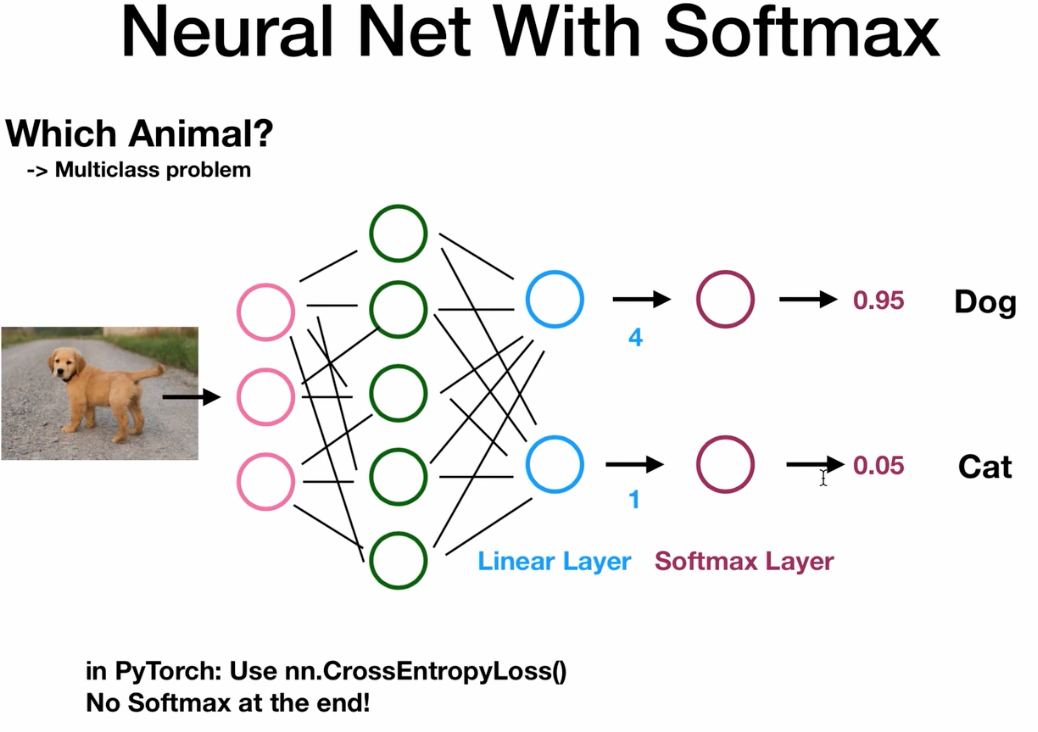 Neural Net With Softmax
Which Animal?
-> Multiclass problem
0.95 Dog
4
0.05 Cat
1
Linear Layer Softmax Layer
in PyTorch: Use nn.CrossEntropyLoss()
No Softmax at the end!